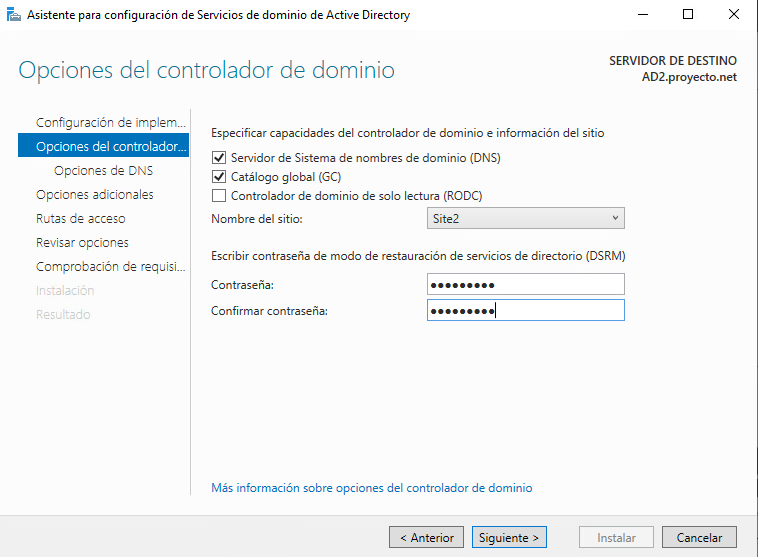 Asistente para configuración de Servicios de dominio de Active Directory
Opciones del controlador de dominio
SERVIDOR DE DESTINO
AD2.proyecto.net
Configuración de implem...
Opciones del controlador...
Opciones de DNS
Opciones adicionales
Rutas de acceso
Revisar opciones
Comprobación de requisi...
Instalación
Resultado
Especificar capacidades del controlador de dominio e información del sitio
Servidor de Sistema de nombres de dominio (DNS)
Catálogo global (GC)
Controlador de dominio de solo lectura (RODC)
Nombre del sitio: Site2
Escribir contraseña de modo de restauración de servicios de directorio (DSRM)
Contraseña: ●●●●●●●●●
Confirmar contraseña: ●●●●●●●●●
Más información sobre opciones del controlador de dominio
< Anterior Siguiente > Instalar Cancelar